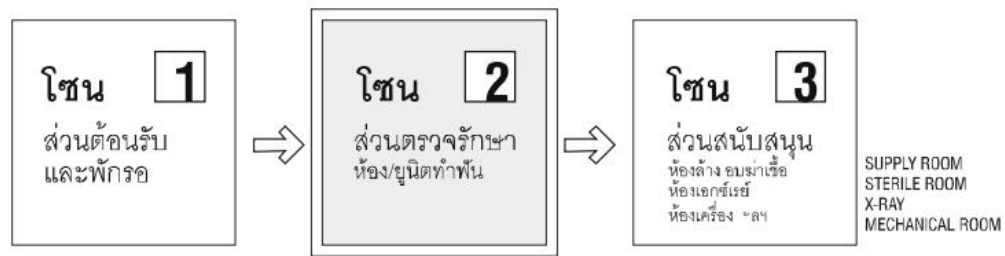 โซน 1
ส่วนต้อนรับ
และพักรอ
โซน 2
ส่วนตรวจรักษา
ห้อง/ยูนิตทำฟัน
โซน 3
ส่วนสนับสนุน
ห้องล้าง อบฆ่าเชื้อ
ห้องเอกซ์เรย์
ห้องเครื่อง ฯลฯ
SUPPLY ROOM
STERILE ROOM
X-RAY
MECHANICAL ROOM